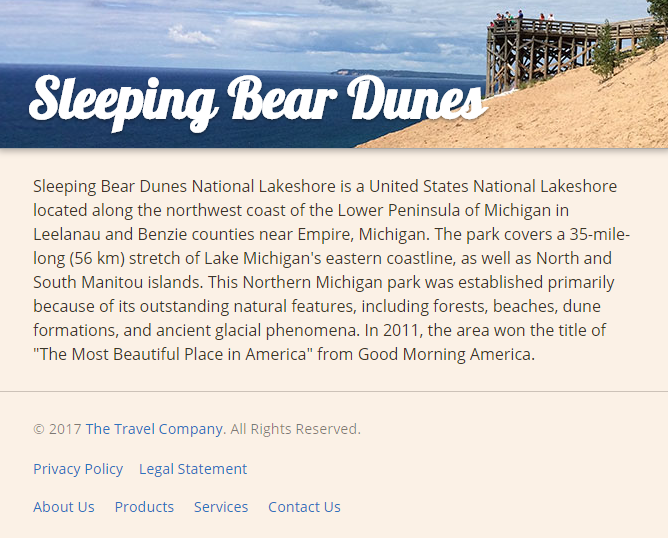 Sleeping Bear Dunes
Sleeping Bear Dunes National Lakeshore is a United States National Lakeshore
located along the northwest coast of the Lower Peninsula of Michigan in
Leelanau and Benzie counties near Empire, Michigan. The park covers a 35-mile-
long (56 km) stretch of Lake Michigan's eastern coastline, as well as North and
South Manitou islands. This Northern Michigan park was established primarily
because of its outstanding natural features, including forests, beaches, dune
formations, and ancient glacial phenomena. In 2011, the area won the title of
"The Most Beautiful Place in America" from Good Morning America.
© 2017 The Travel Company. All Rights Reserved.
Privacy Policy Legal Statement
About Us Products Services Contact Us